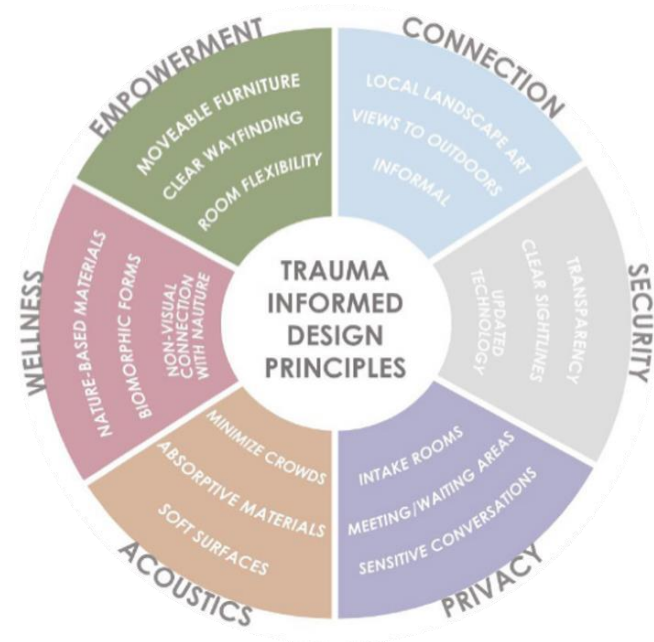 TRAUMA
INFORMED
DESIGN
PRINCIPLES
EMPOWERMENT
MOVEABLE FURNITURE
CLEAR WAYFINDING
ROOM FLEXIBILITY
CONNECTION
LOCAL LANDSCAPE ART
VIEWS TO OUTDOORS
INFORMAL
SECURITY
TRANSPARENCY
CLEAR SIGHTLINES
UPDATED
TECHNOLOGY
PRIVACY
INTAKE ROOMS
MEETING/WAITING AREAS
SENSITIVE CONVERSATIONS
ACOUSTICS
MINIMIZE CROWDS
ABSORPTIVE MATERIALS
SOFT SURFACES
WELLNESS
NATURE-BASED MATERIALS
BIOMORPHIC FORMS
NON-VISUAL
CONNECTION
WITH NAUTURE